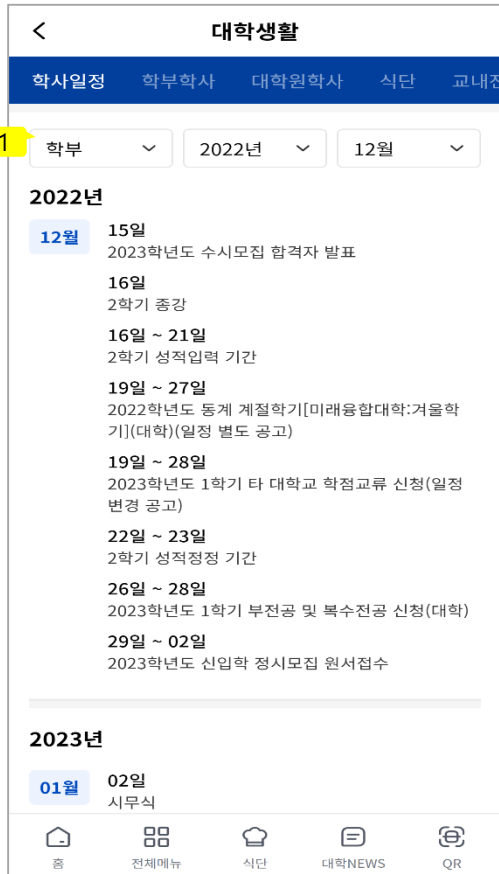 대학생활
학사일정 학부학사 대학원학사 식단 교내전
1
학부 2022년 12월
2022년
12월 15일
2023학년도 수시모집 합격자 발표
16일
2학기 종강
16일 ~ 21일
2학기 성적입력 기간
19일 ~ 27일
2022학년도 동계 계절학기[미래융합대학:겨울학
기](대학)(일정 별도 공고)
19일 ~ 28일
2023학년도 1학기 타 대학교 학점교류 신청(일정
변경 공고)
22일 ~ 23일
2학기 성적정정 기간
26일 ~ 28일
2023학년도 1학기 부전공 및 복수전공 신청(대학)
29일 ~ 02일
2023학년도 신입학 정시모집 원서접수
2023년
01월 02일
시무식
홈 전체메뉴 식단 대학NEWS QR